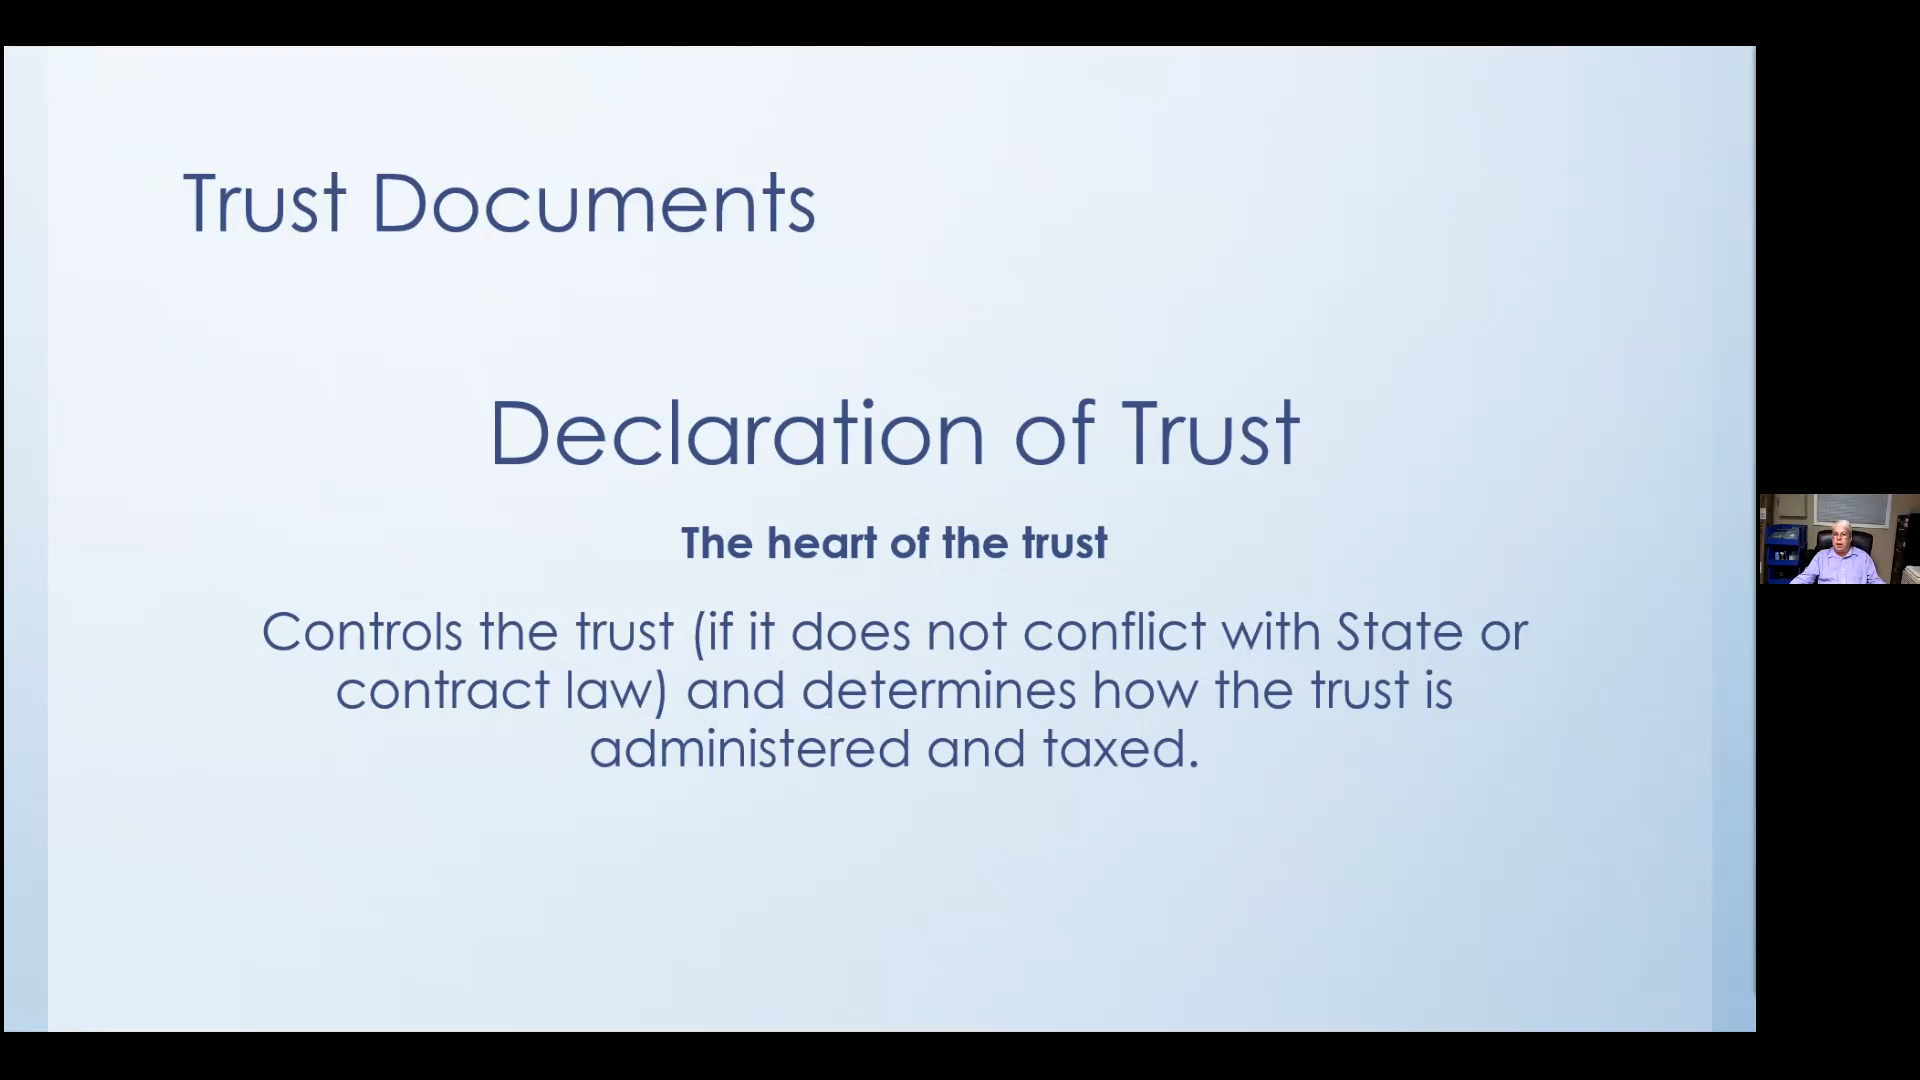 Trust Documents
Declaration of Trust
The heart of the trust
Controls the trust (if it does not conflict with State or
contract law) and determines how the trust is
administered and taxed.